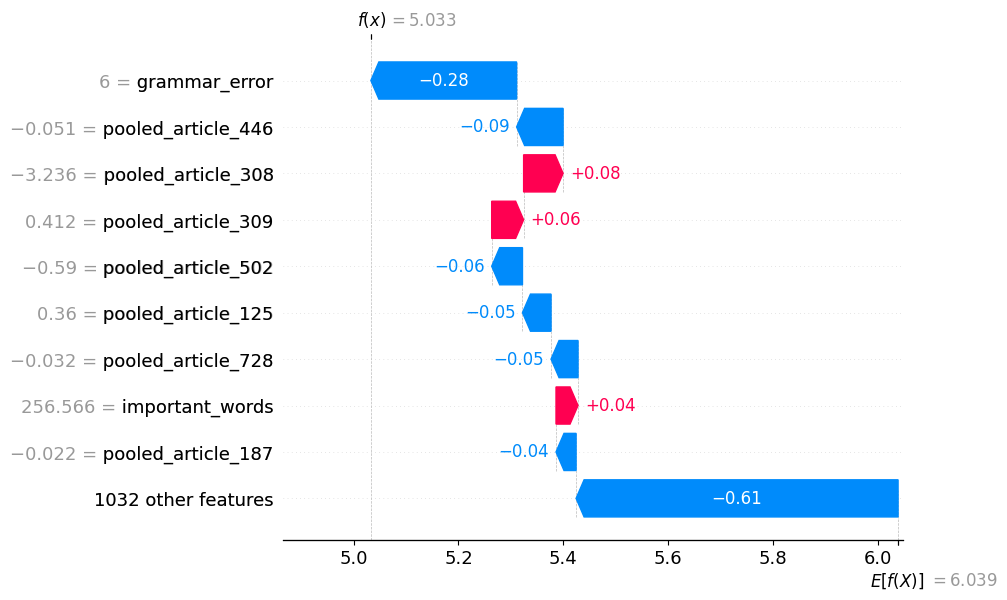 f(x) = 5.033
6 = grammar_error −0.28
−0.051 = pooled_article_446 −0.09
−3.236 = pooled_article_308 +0.08
0.412 = pooled_article_309 +0.06
−0.59 = pooled_article_502 −0.06
0.36 = pooled_article_125 −0.05
−0.032 = pooled_article_728 −0.05
256.566 = important_words +0.04
−0.022 = pooled_article_187 −0.04
1032 other features −0.61
5.0 5.2 5.4 5.6 5.8 6.0
E[f(X)] = 6.039